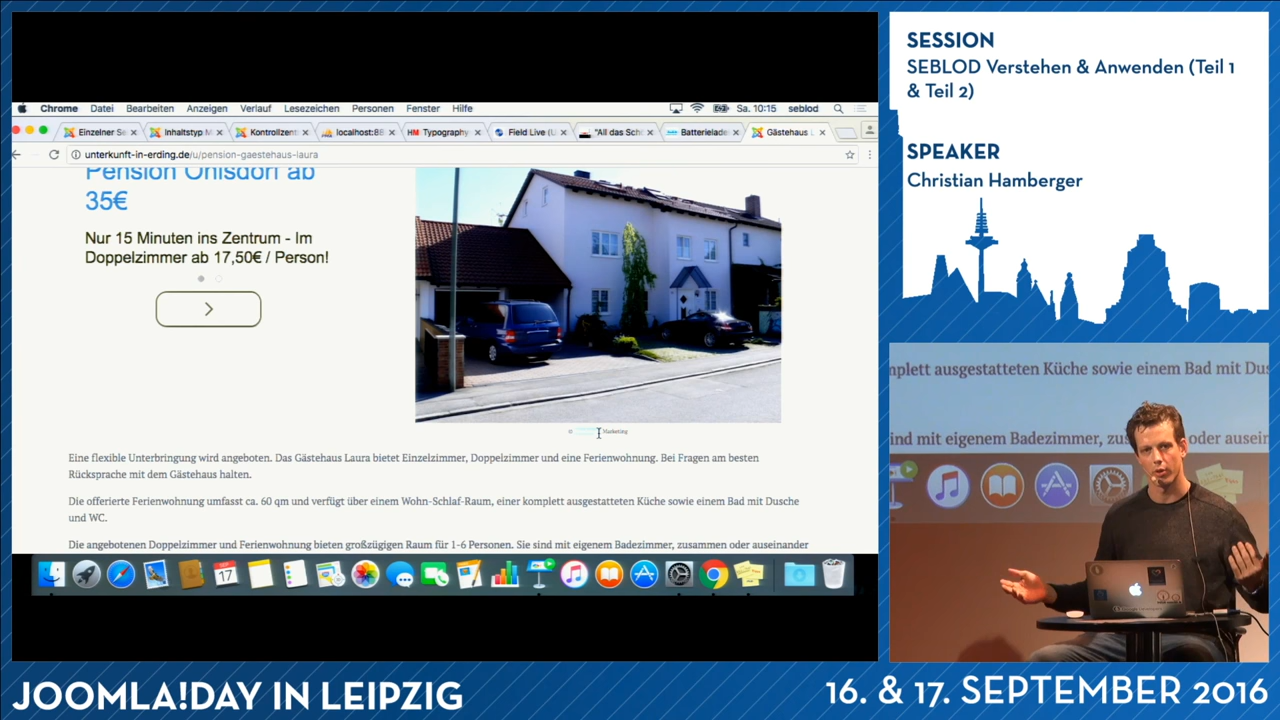 SESSION
SEBLOD Verstehen & Anwenden (Teil 1
& Teil 2)
SPEAKER
Christian Hamberger
Chrome Datei Bearbeiten Anzeigen Verlauf Lesezeichen Personen Fenster Hilfe Sa. 10:15 seblod
Einzelner Se Inhaltstyp M Kontrollzent localhost:88 HM Typography Field Live (U "All das Sch Batterielade Gästehaus L
unterkunft-in-erding.de/u/pension-gaestehaus-laura
Pension Ohlsdorf ab
35€
Nur 15 Minuten ins Zentrum - Im
Doppelzimmer ab 17,50€ / Person!
Marketing
Eine flexible Unterbringung wird angeboten. Das Gästehaus Laura bietet Einzelzimmer, Doppelzimmer und eine Ferienwohnung. Bei Fragen am besten
Rücksprache mit dem Gästehaus halten.
Die offerierte Ferienwohnung umfasst ca. 60 qm und verfügt über einem Wohn-Schlaf-Raum, einer komplett ausgestatteten Küche sowie einem Bad mit Dusche
und WC.
Die angebotenen Doppelzimmer und Ferienwohnung bieten großzügigen Raum für 1-6 Personen. Sie sind mit eigenem Badezimmer, zusammen oder auseinander
17
mplett ausgestatteten Küche sowie einem Bad mit Dus
ind mit eigenem Badezimmer, zus oder ausein
JOOMLA!DAY IN LEIPZIG
16. & 17. SEPTEMBER 2016